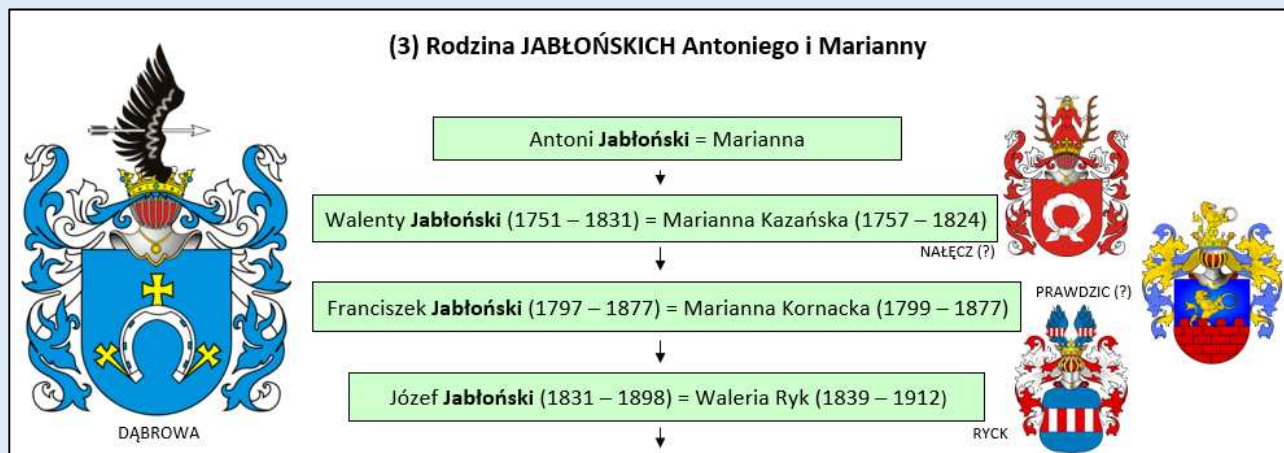 (3) Rodzina JABŁOŃSKICH Antoniego i Marianny
Antoni Jabłoński = Marianna
Walenty Jabłoński (1751 – 1831) = Marianna Kazańska (1757 – 1824)
NAŁĘCZ (?)
Franciszek Jabłoński (1797 – 1877) = Marianna Kornacka (1799 – 1877)
PRAWDZIC (?)
Józef Jabłoński (1831 – 1898) = Waleria Ryk (1839 – 1912)
DĄBROWA
RYCK